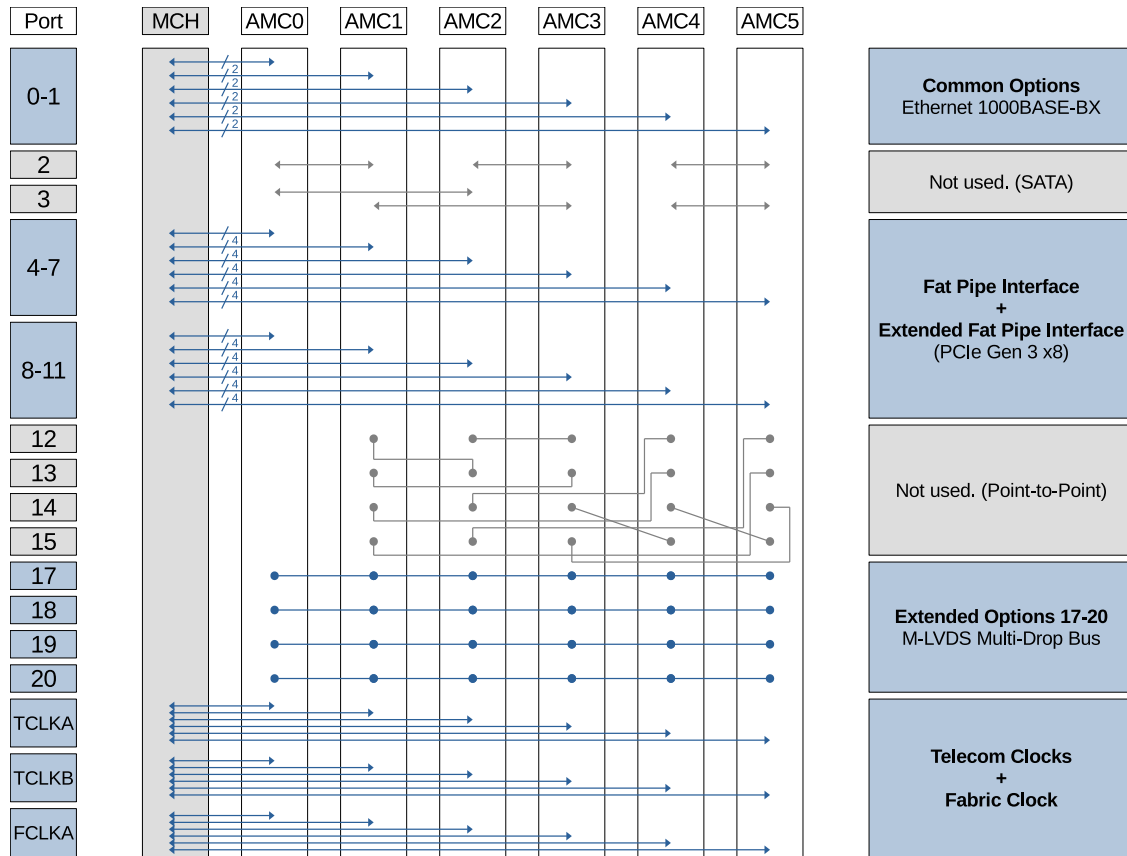 Port MCH AMC0 AMC1 AMC2 AMC3 AMC4 AMC5
0-1
2
2
2
2
2
Common Options
Ethernet 1000BASE-BX
2
3
Not used. (SATA)
4-7
4
4
4
4
4
8-11
4
4
4
4
4
Fat Pipe Interface
+
Extended Fat Pipe Interface
(PCIe Gen 3 x8)
12
13
14
15
Not used. (Point-to-Point)
17
18
19
20
Extended Options 17-20
M-LVDS Multi-Drop Bus
TCLKA
TCLKB
FCLKA
Telecom Clocks
+
Fabric Clock